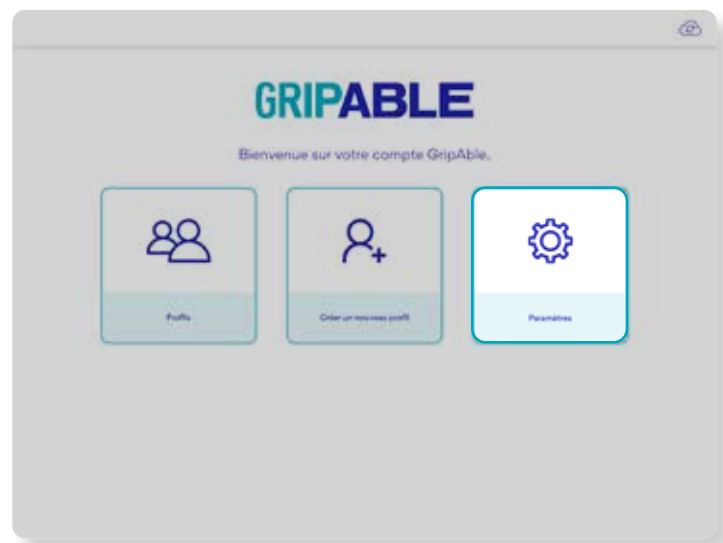 GRIPABLE
Bienvenue sur votre compte GripAble.
Profils
Créer un nouveau profil
Paramètres